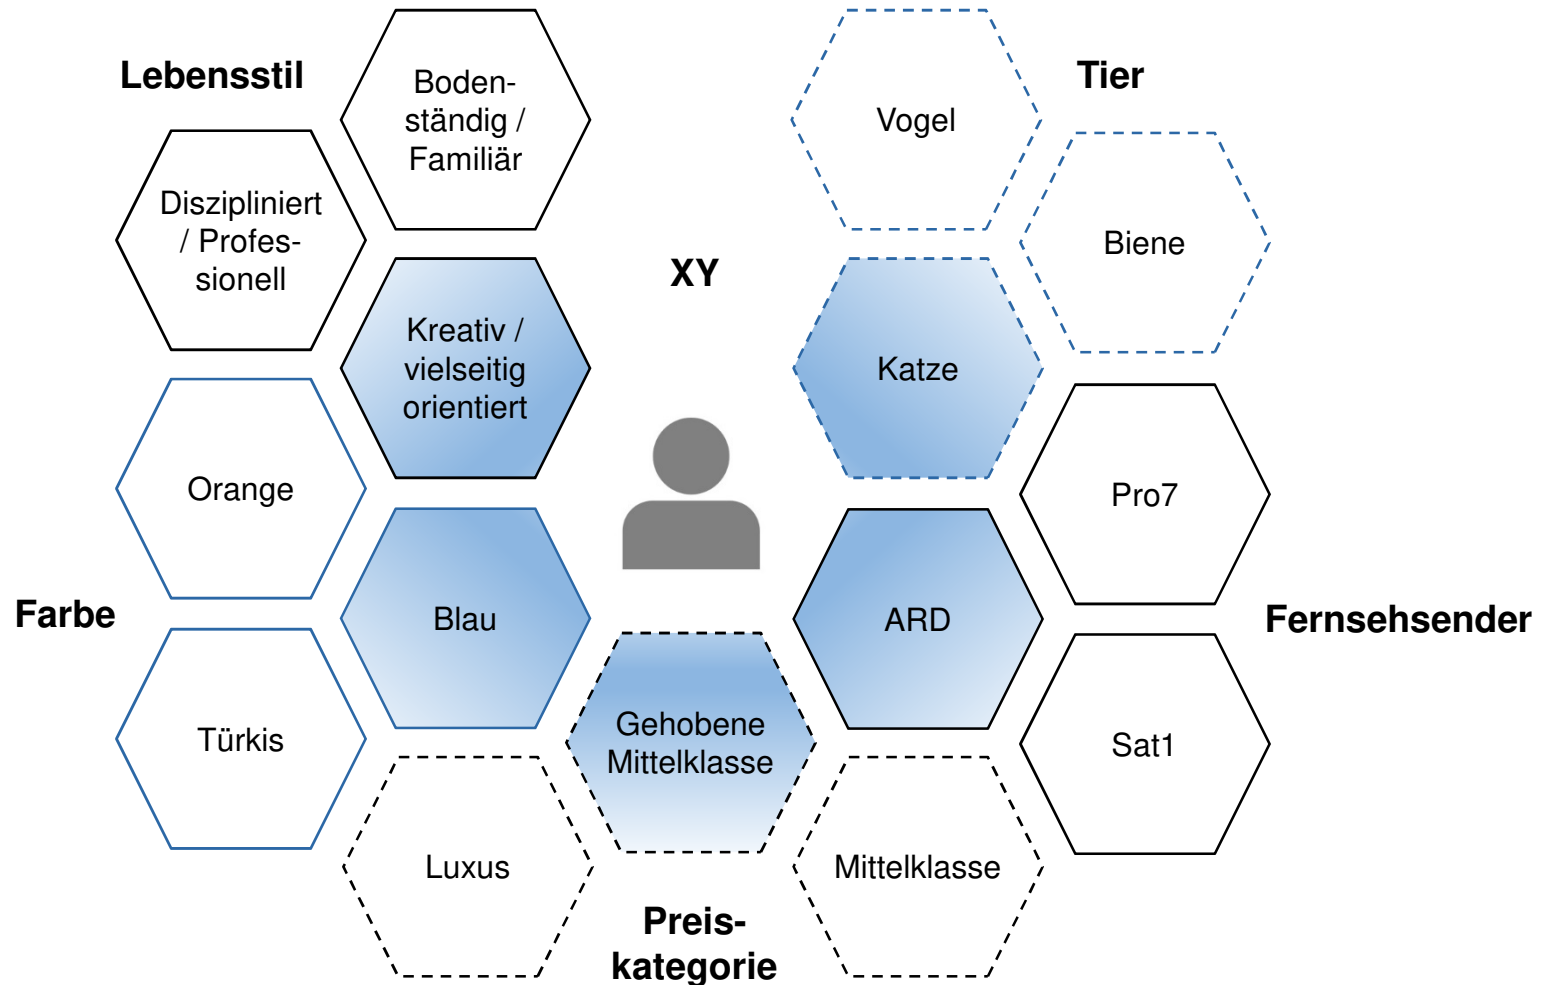 Lebensstil
Boden-
ständig /
Familiär
Diszipliniert
/ Profes-
sionell
Kreativ /
vielseitig
orientiert
XY
Tier
Vogel
Biene
Katze
Orange
Blau
Türkis
Farbe
Pro7
ARD
Sat1
Fernsehsender
Gehobene
Mittelklasse
Luxus
Mittelklasse
Preis-
kategorie